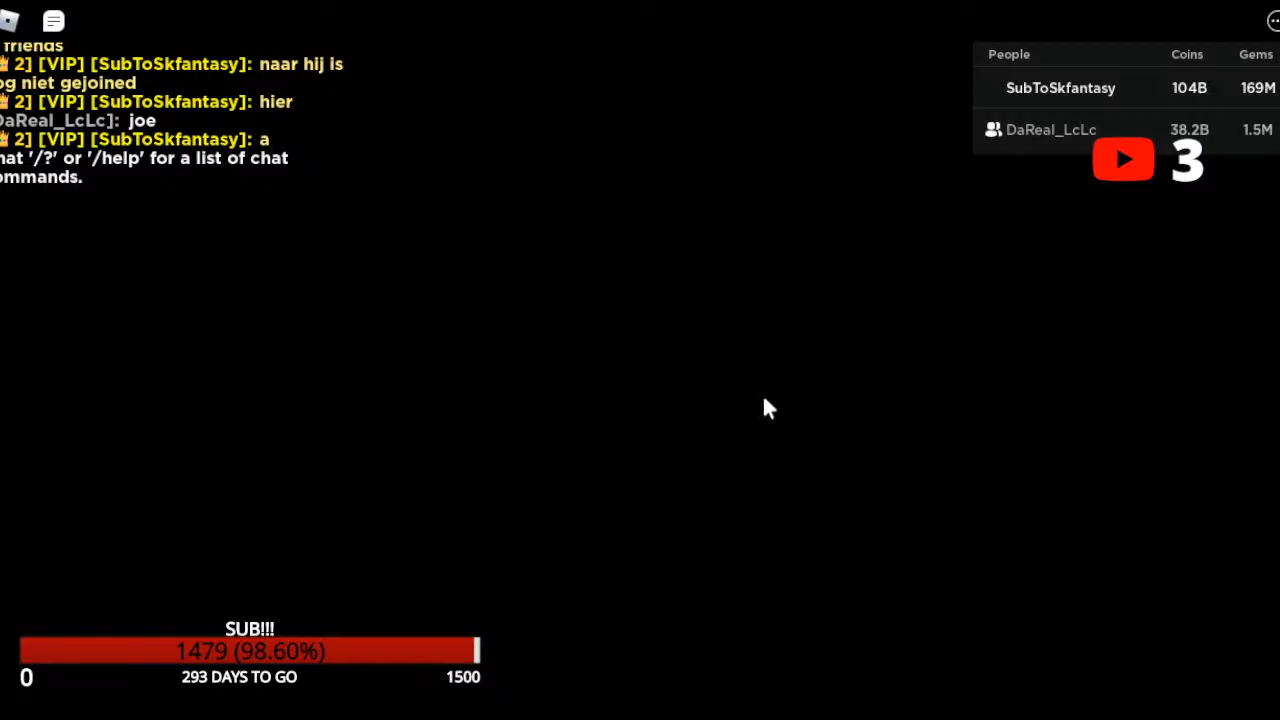 friends
2] [VIP] [SubToSkfantasy]: naar hij is
og niet gejoined
2] [VIP] [SubToSkfantasy]: hier
DaReal_LcLc]: joe
2] [VIP] [SubToSkfantasy]: a
hat '/?' or '/help' for a list of chat
ommands.
People Coins Gems
SubToSkfantasy 104B 169M
DaReal_LcLc 38.2B 1.5M
3
SUB!!!
1479 (98.60%)
0 293 DAYS TO GO 1500